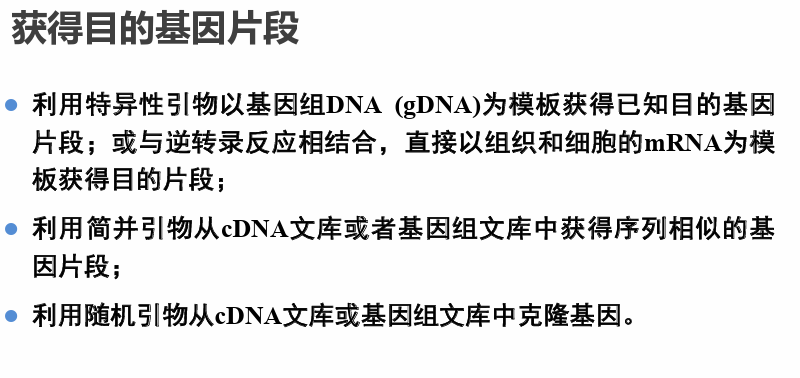 获得目的基因片段
利用特异性引物以基因组DNA (gDNA)为模板获得已知目的基因
片段；或与逆转录反应相结合，直接以组织和细胞的mRNA为模
板获得目的片段；
利用简并引物从cDNA文库或者基因组文库中获得序列相似的基
因片段；
利用随机引物从cDNA文库或基因组文库中克隆基因。